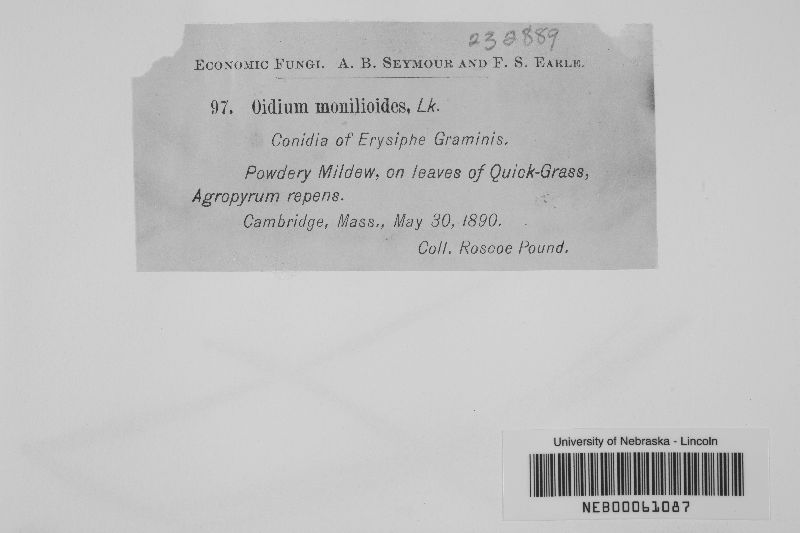 232889
Economic Fungi. A. B. Seymour and F. S. Earle.
97. Oidium monilioides, Lk.
Conidia of Erysiphe Graminis.
Powdery Mildew, on leaves of Quick-Grass,
Agropyrum repens.
Cambridge, Mass., May 30, 1890.
Coll. Roscoe Pound.
University of Nebraska - Lincoln
NEB00061087